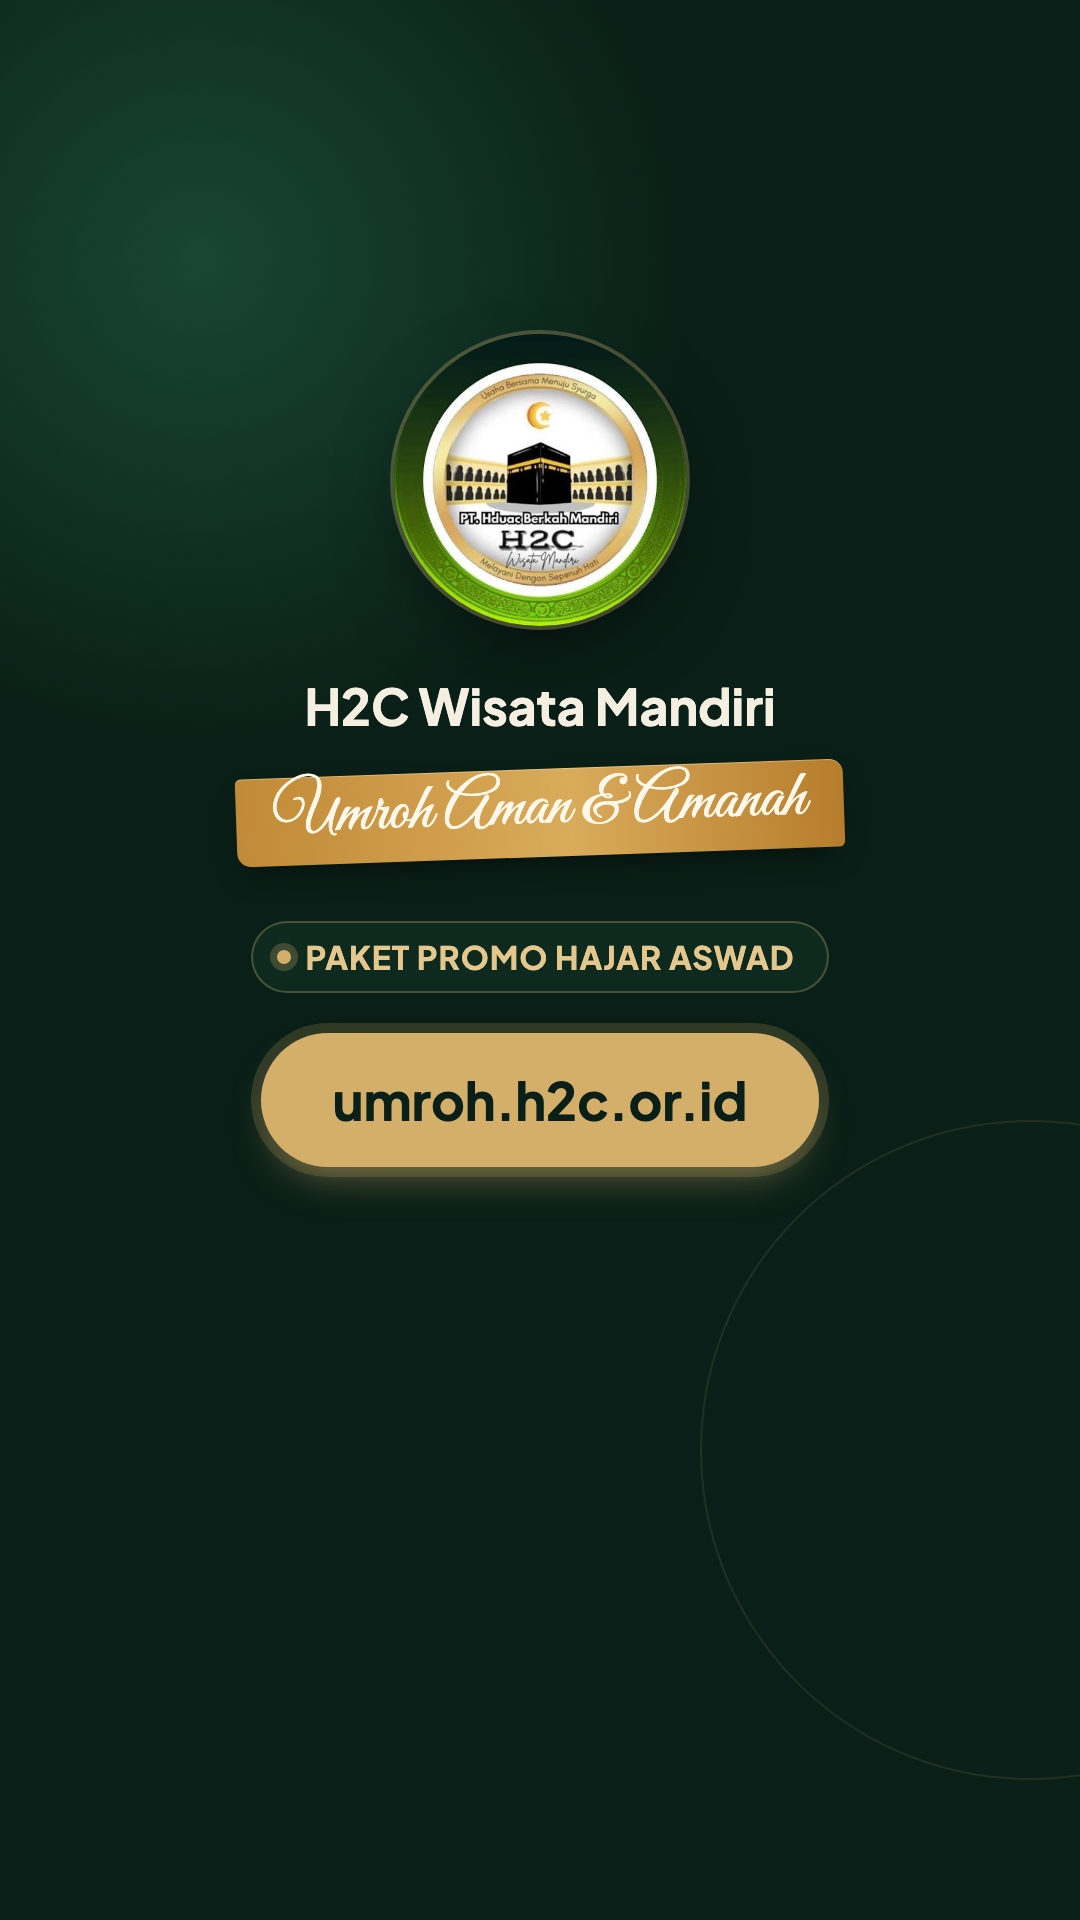 Usaha Bersama Menuju Syurga
PT. Hduac Berkah Mandiri
H2C
Wisata Mandiri
Melayani Dengan Sepenuh Hati
H2C Wisata Mandiri
Umroh Aman & Amanah
PAKET PROMO HAJAR ASWAD
umroh.h2c.or.id